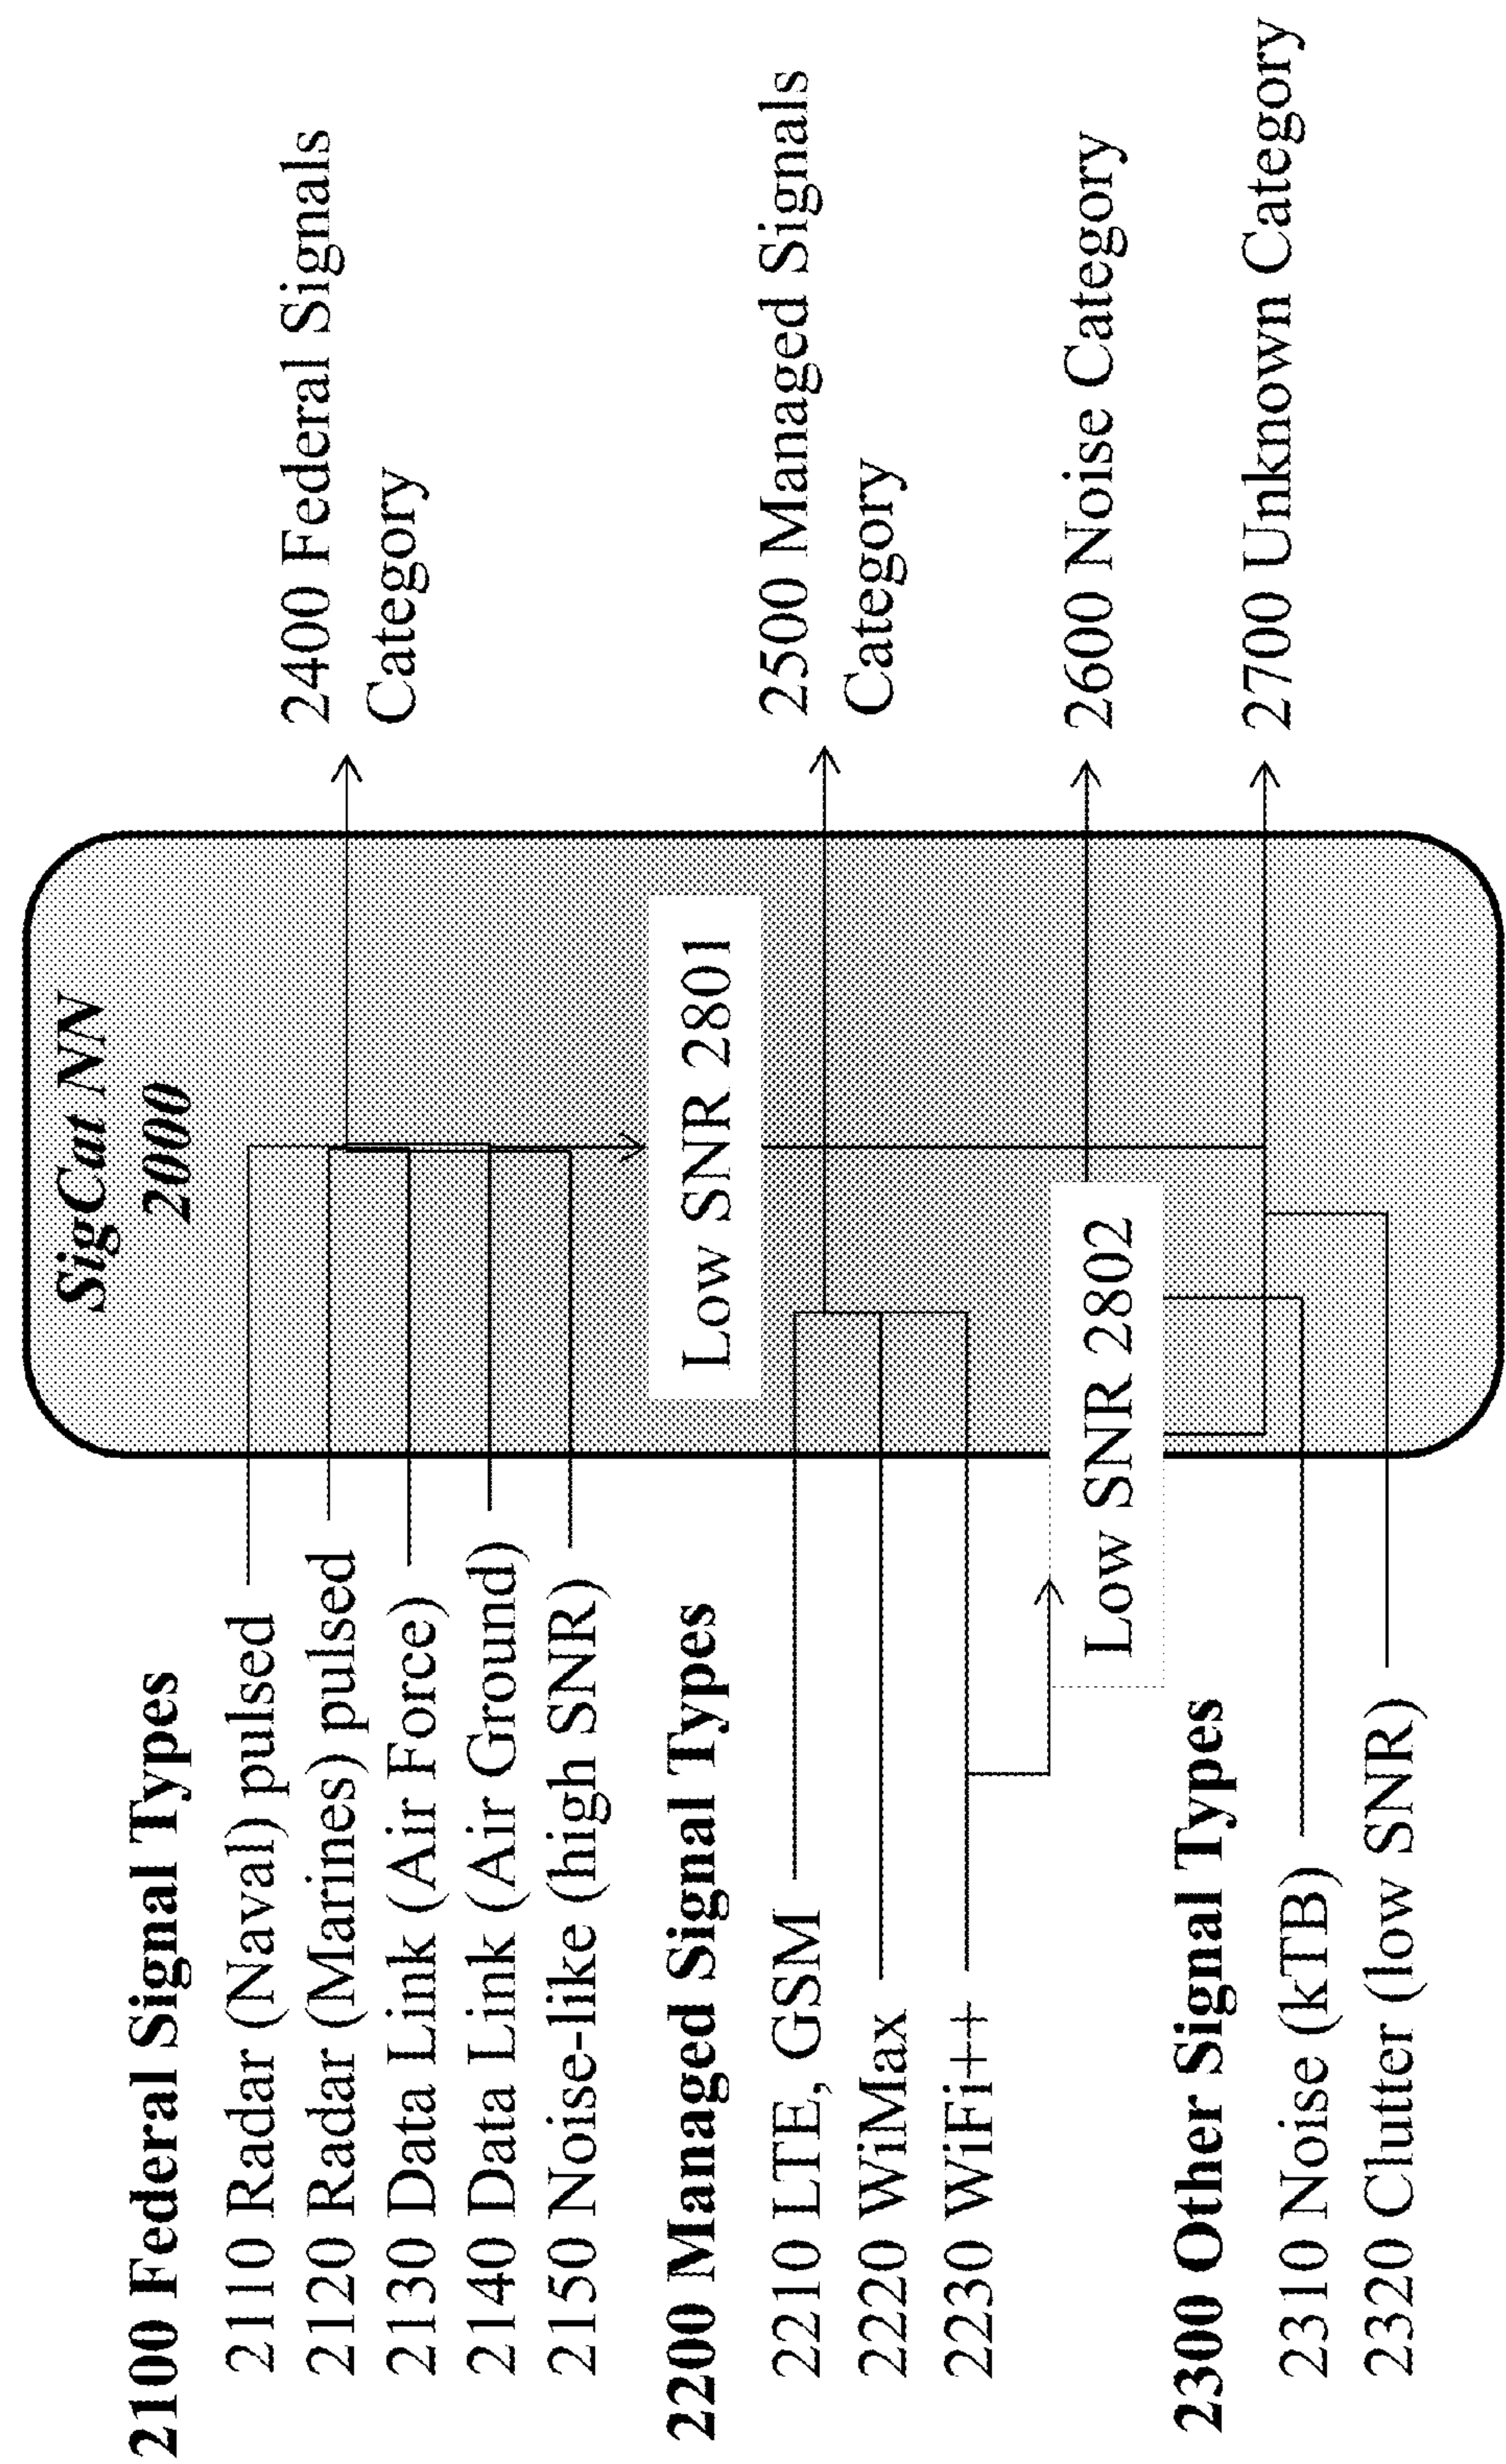 SigCat NN
2000
2100 Federal Signal Types
2110 Radar (Naval) pulsed
2120 Radar (Marines) pulsed
2130 Data Link (Air Force)
2140 Data Link (Air Ground)
2150 Noise-like (high SNR)
2200 Managed Signal Types
2210 LTE, GSM
2220 WiMax
2230 WiFi++
2300 Other Signal Types
2310 Noise (kTB)
2320 Clutter (low SNR)
Low SNR 2801
Low SNR 2802
2400 Federal Signals
Category
2500 Managed Signals
Category
2600 Noise Category
2700 Unknown Category